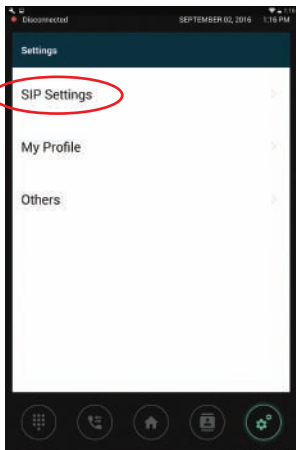 Disconnected SEPTEMBER 02, 2016 1:16 PM
Settings
SIP Settings
My Profile
Others